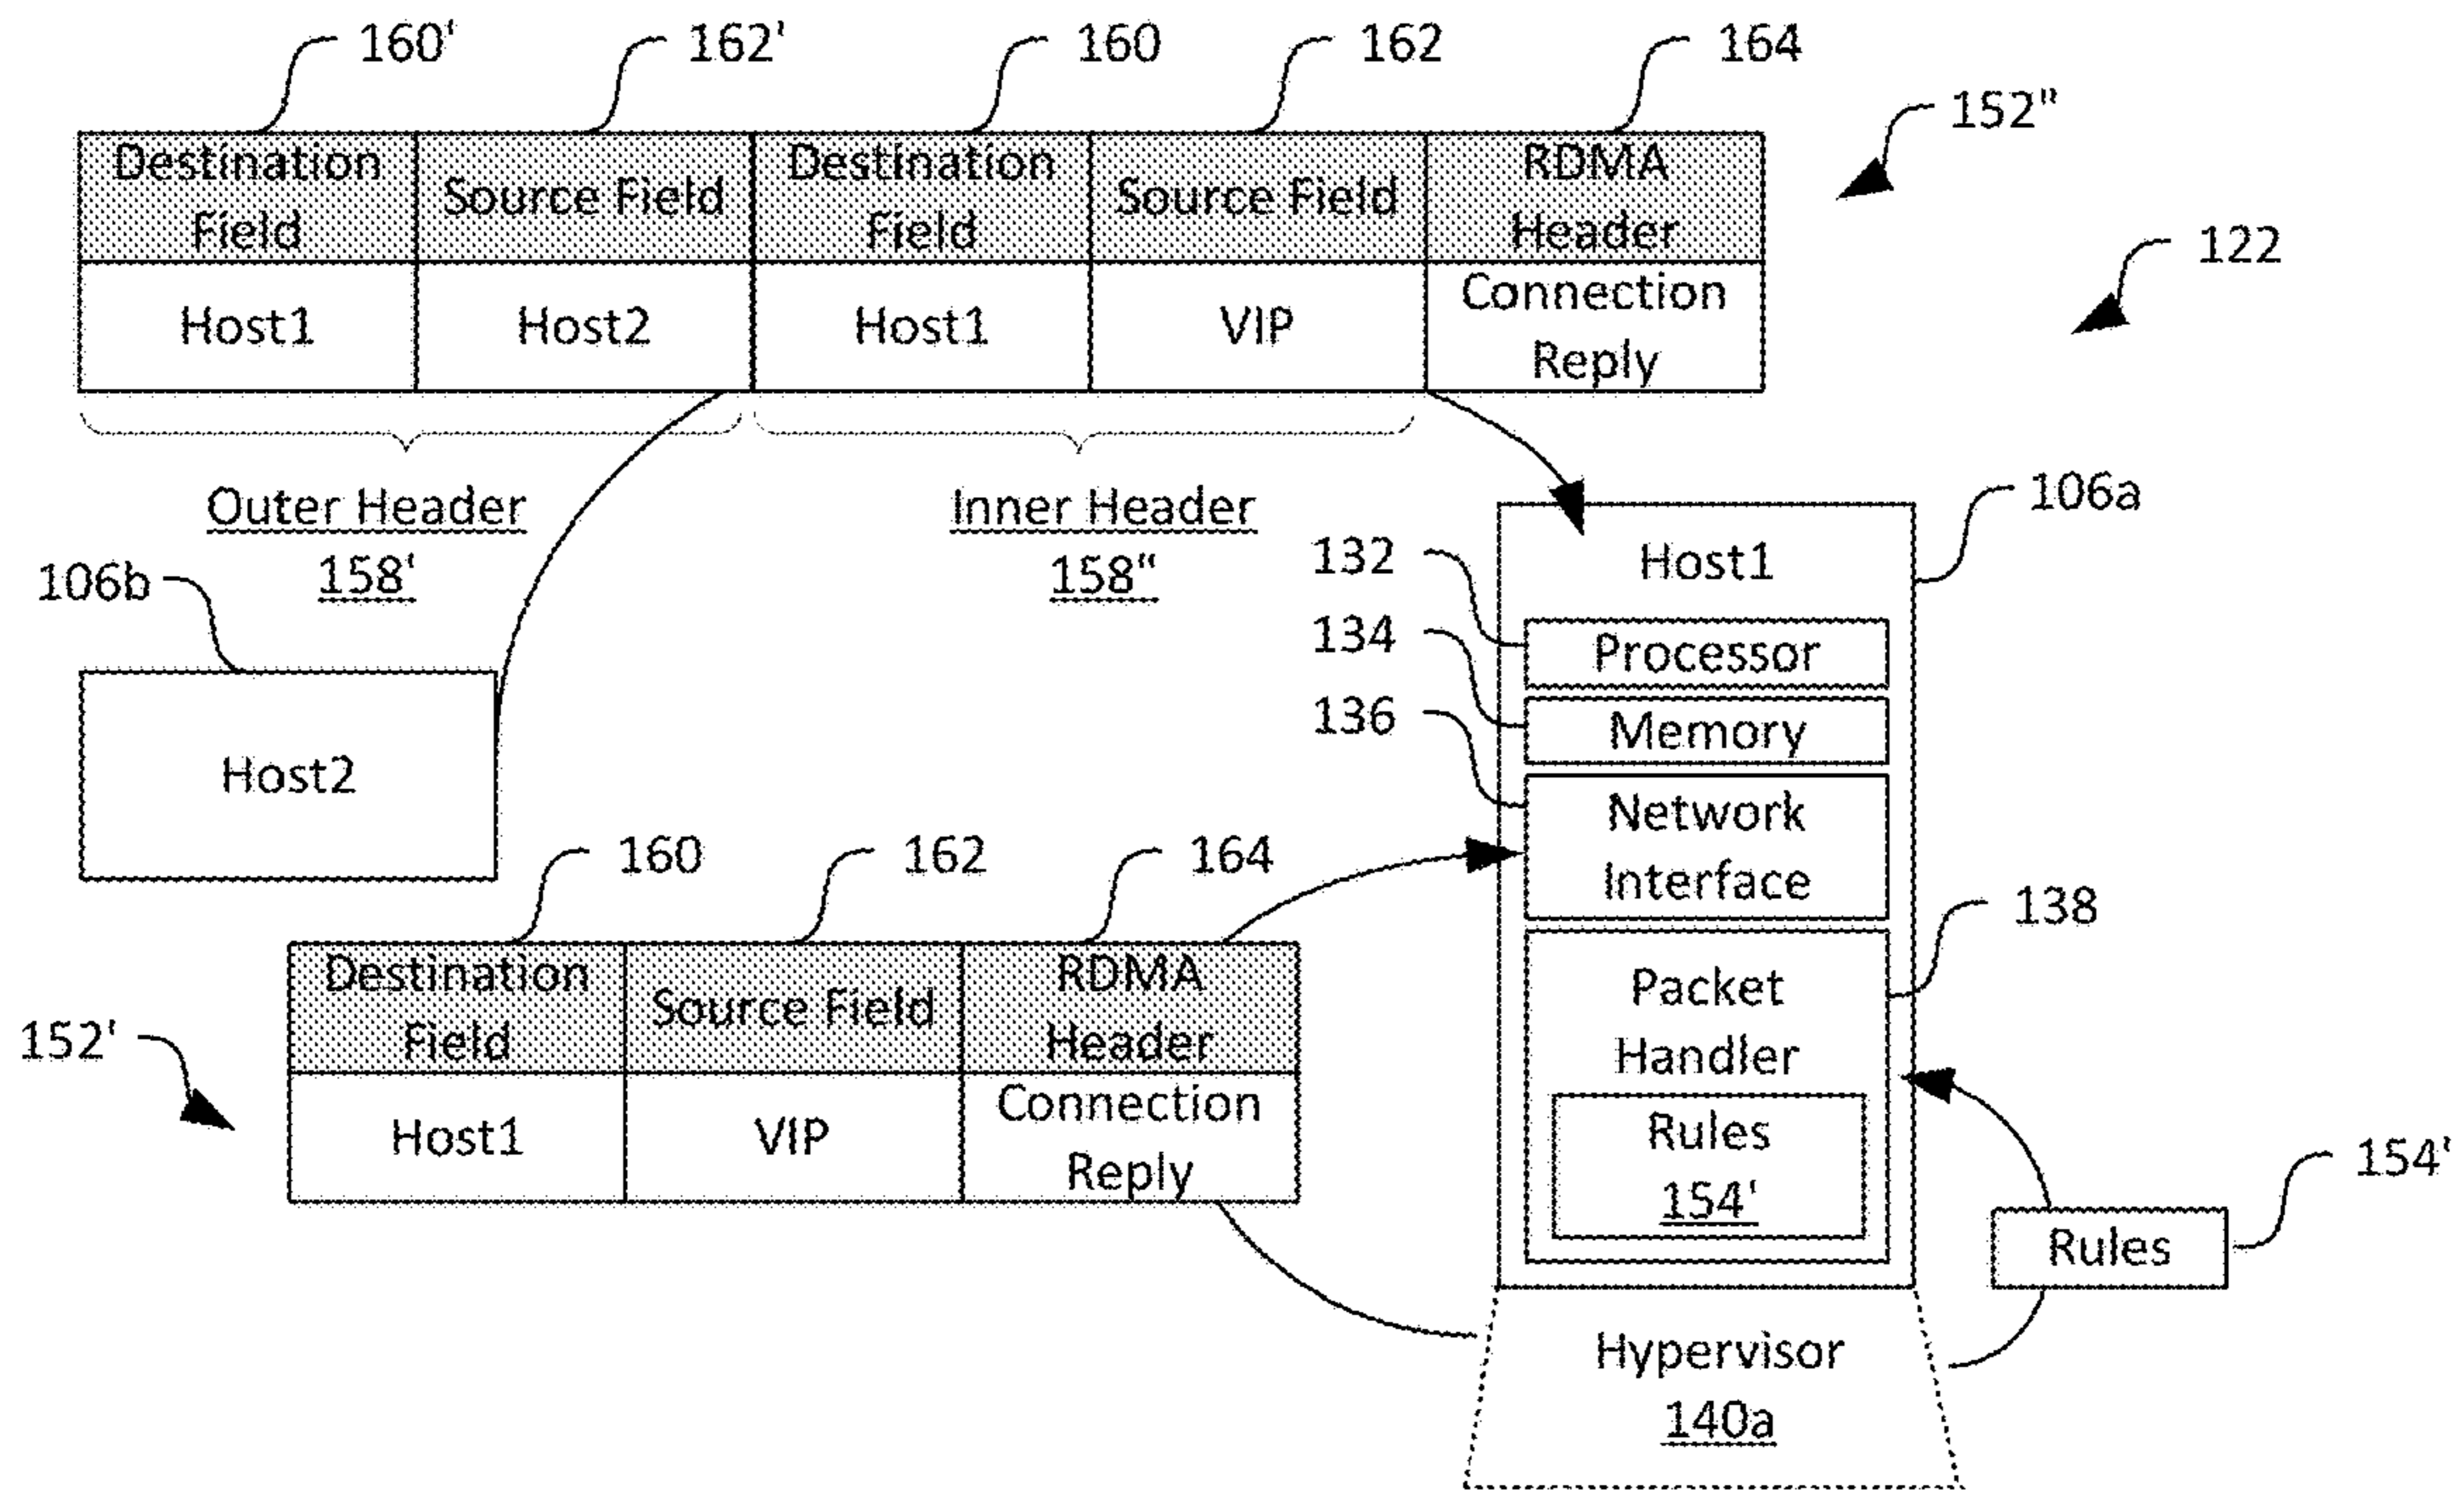 160' 162' 160 162 164
152"
Destination Field Source Field Destination Field Source Field RDMA Header
122
Host1 Host2 Host1 VIP Connection Reply
Outer Header
158'
Inner Header
158"
106a
106b
132
Host1
134
Processor
136
Memory
Host2
Network
Interface
160 162 164
138
Destination Field Source Field RDMA Header
Packet
Handler
152'
Host1 VIP Connection Reply
Rules
154'
154'
Rules
Hypervisor
140a